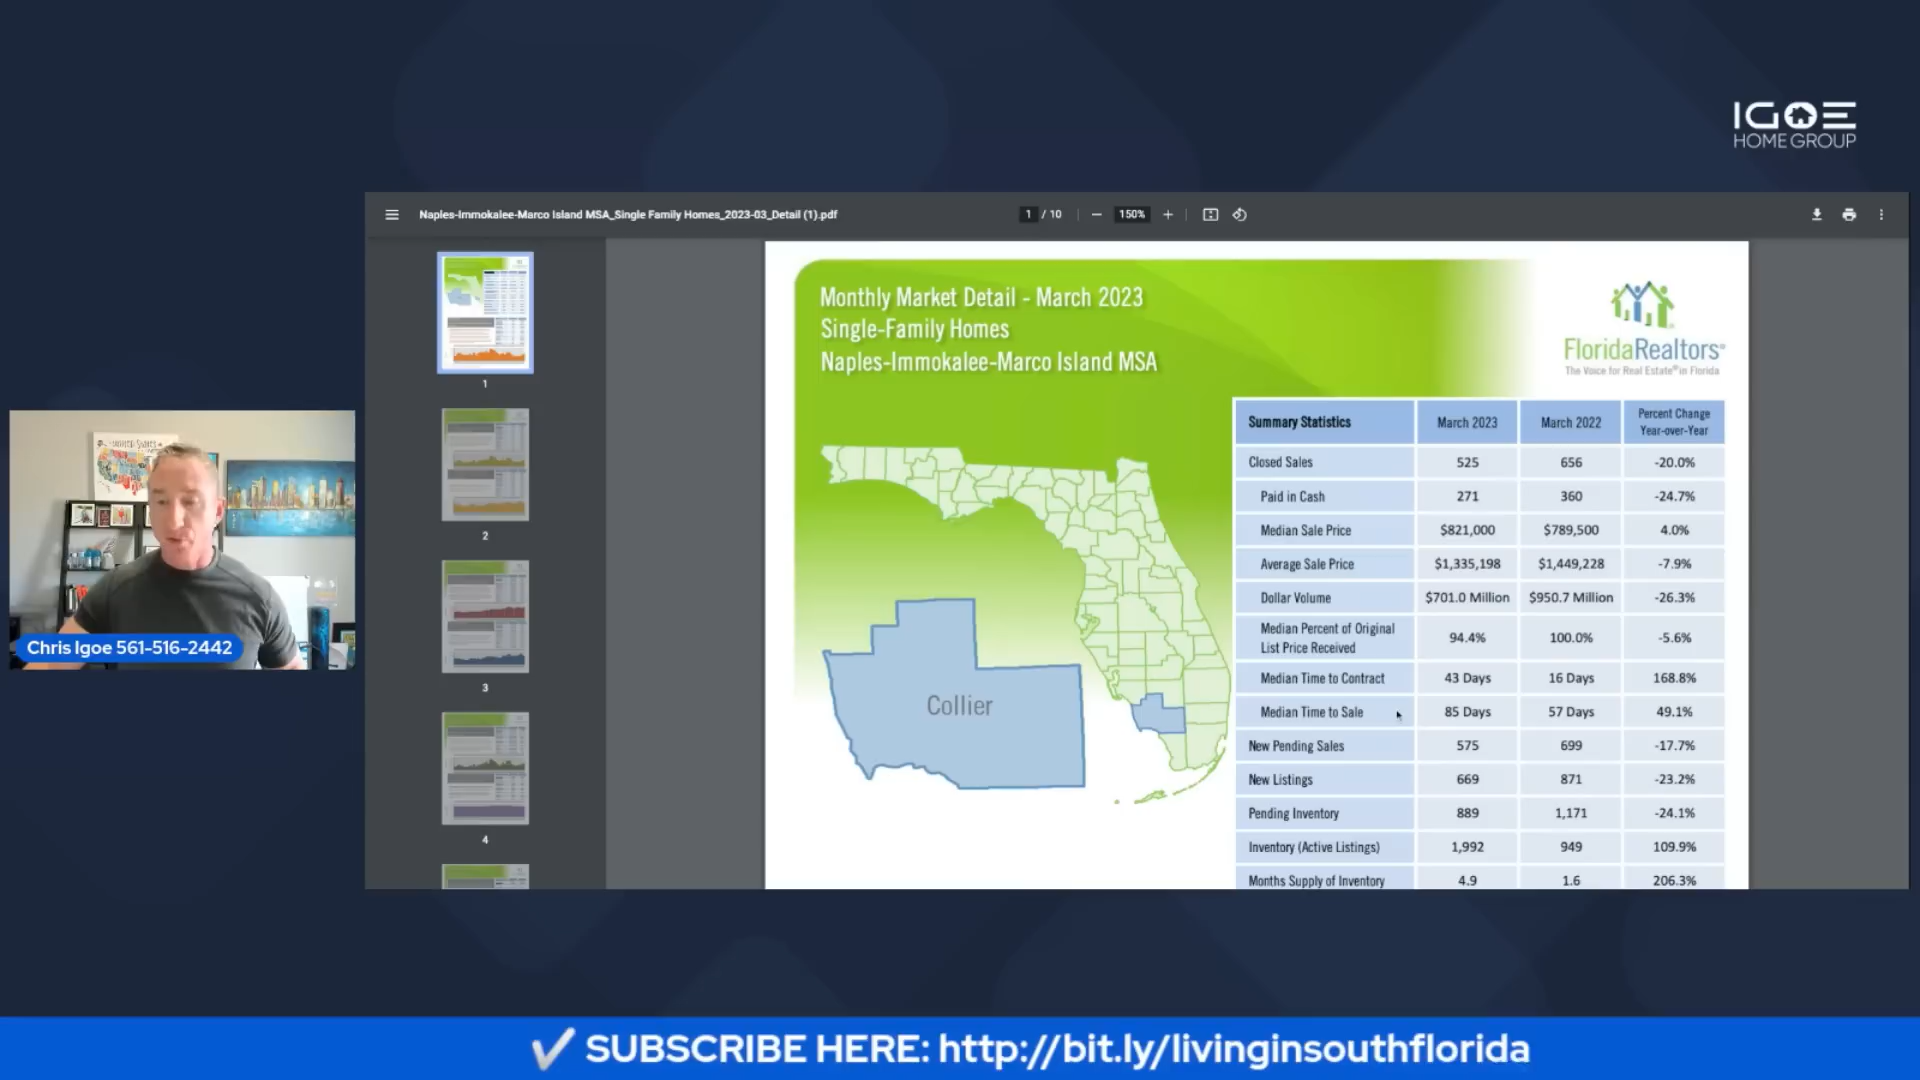 IGOE
HOME GROUP
Naples-Immokalee-Marco Island MSA_Single Family Homes_2023-03_Detail (1).pdf
1 / 10
150%
1
2
3
4
Monthly Market Detail - March 2023
Single-Family Homes
Naples-Immokalee-Marco Island MSA
FloridaRealtors®
The Voice for Real Estate® in Florida
Summary Statistics March 2023 March 2022 Percent Change Year-over-Year
Closed Sales 525 656 -20.0%
Paid in Cash 271 360 -24.7%
Median Sale Price $821,000 $789,500 4.0%
Average Sale Price $1,335,198 $1,449,228 -7.9%
Dollar Volume $701.0 Million $950.7 Million -26.3%
Median Percent of Original List Price Received 94.4% 100.0% -5.6%
Median Time to Contract 43 Days 16 Days 168.8%
Median Time to Sale 85 Days 57 Days 49.1%
New Pending Sales 575 699 -17.7%
New Listings 669 871 -23.2%
Pending Inventory 889 1,171 -24.1%
Inventory (Active Listings) 1,992 949 109.9%
Months Supply of Inventory 4.9 1.6 206.3%
Collier
UNITED STATES
Chris Igoe 561-516-2442
SUBSCRIBE HERE: http://bit.ly/livinginsouthflorida